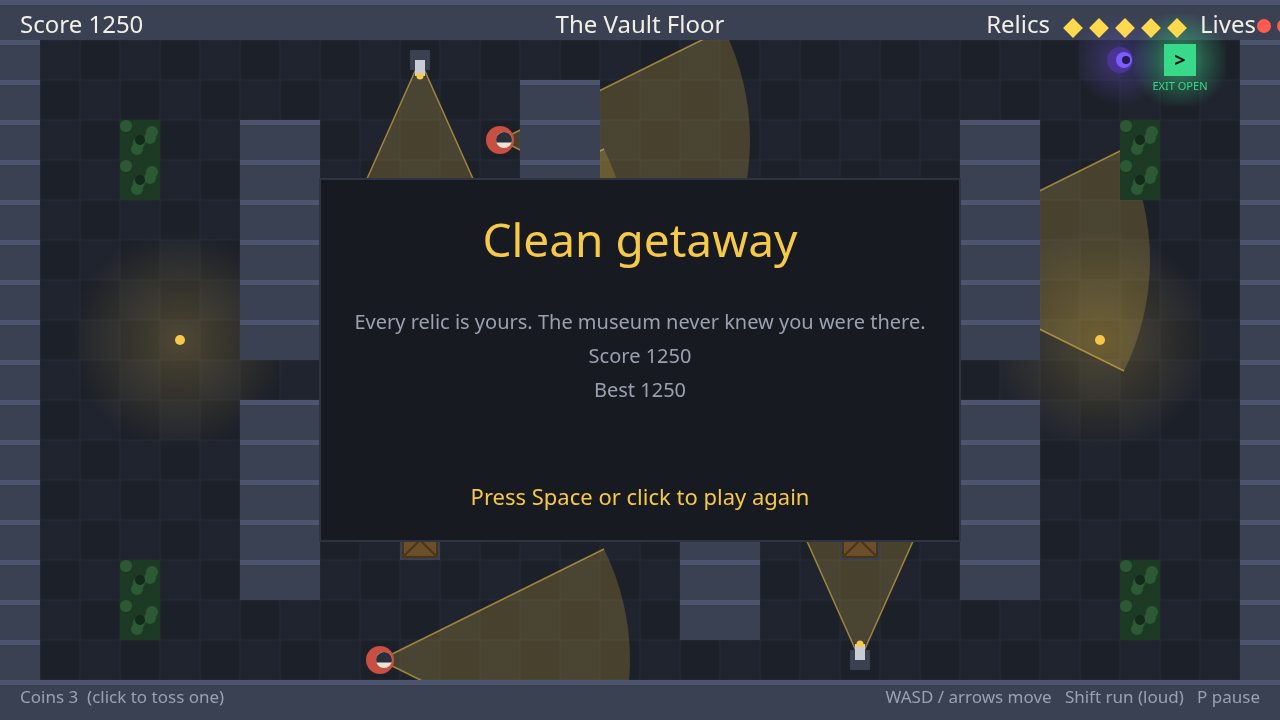 Score 1250
The Vault Floor
Relics
Lives
>
EXIT OPEN
Clean getaway
Every relic is yours. The museum never knew you were there.
Score 1250
Best 1250
Press Space or click to play again
Coins 3 (click to toss one)
WASD / arrows move Shift run (loud) P pause